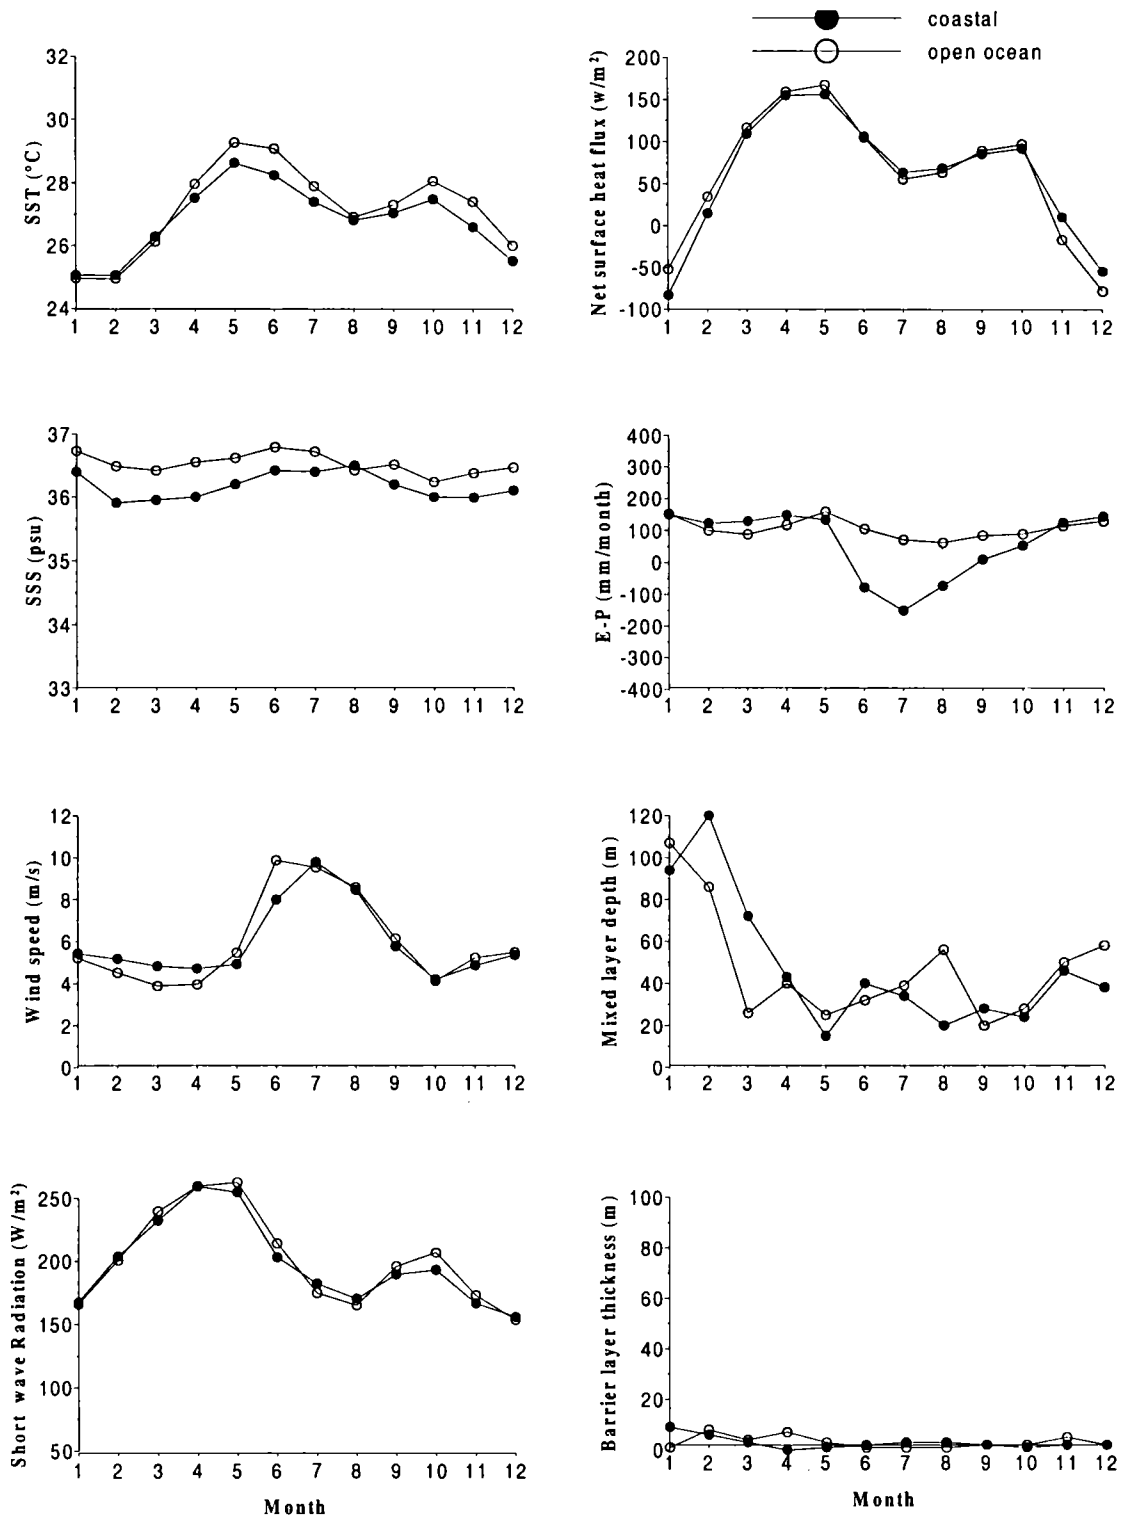 coastal
open ocean
SST (°C)
32
30
28
26
24
1 2 3 4 5 6 7 8 9 10 11 12
Net surface heat flux (w/m²)
200
150
100
50
0
-50
-100
1 2 3 4 5 6 7 8 9 10 11 12
SSS (psu)
37
36
35
34
33
1 2 3 4 5 6 7 8 9 10 11 12
E-P (mm/month)
400
300
200
100
0
-100
-200
-300
-400
1 2 3 4 5 6 7 8 9 10 11 12
Wind speed (m/s)
12
10
8
6
4
2
0
1 2 3 4 5 6 7 8 9 10 11 12
Mixed layer depth (m)
120
100
80
60
40
20
0
1 2 3 4 5 6 7 8 9 10 11 12
Short wave Radiation (W/m²)
250
200
150
100
50
1 2 3 4 5 6 7 8 9 10 11 12
Month
Barrier layer thickness (m)
100
80
60
40
20
0
1 2 3 4 5 6 7 8 9 10 11 12
Month